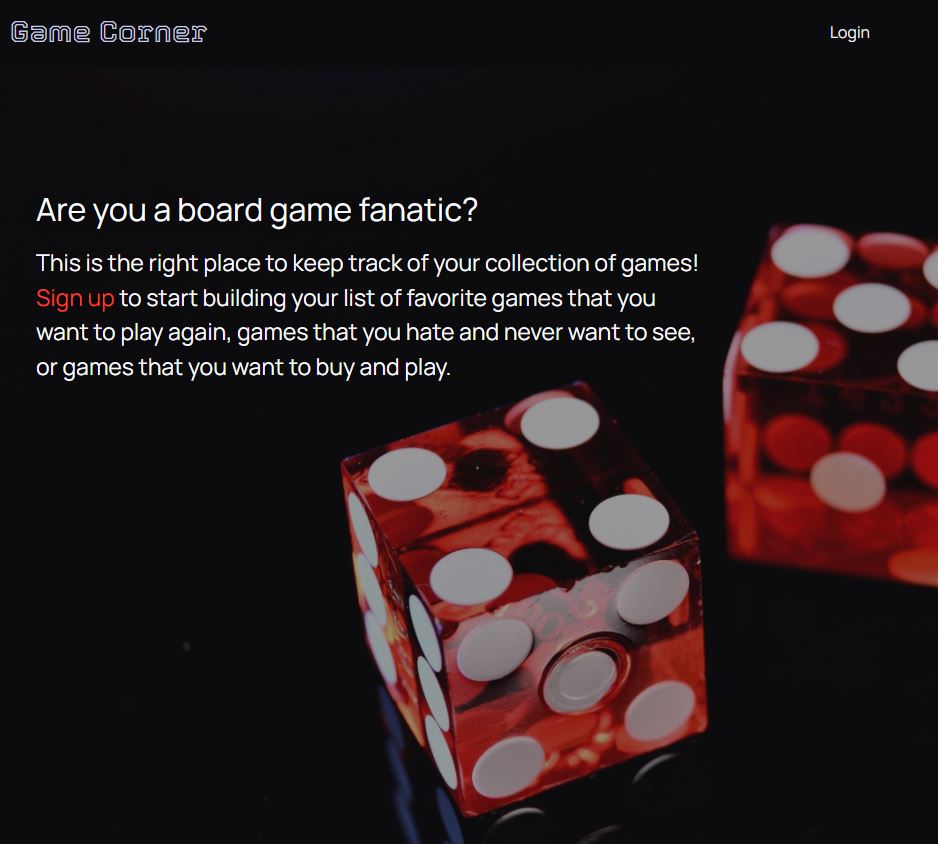 Game Corner
Login
Are you a board game fanatic?
This is the right place to keep track of your collection of games!
Sign up to start building your list of favorite games that you
want to play again, games that you hate and never want to see,
or games that you want to buy and play.